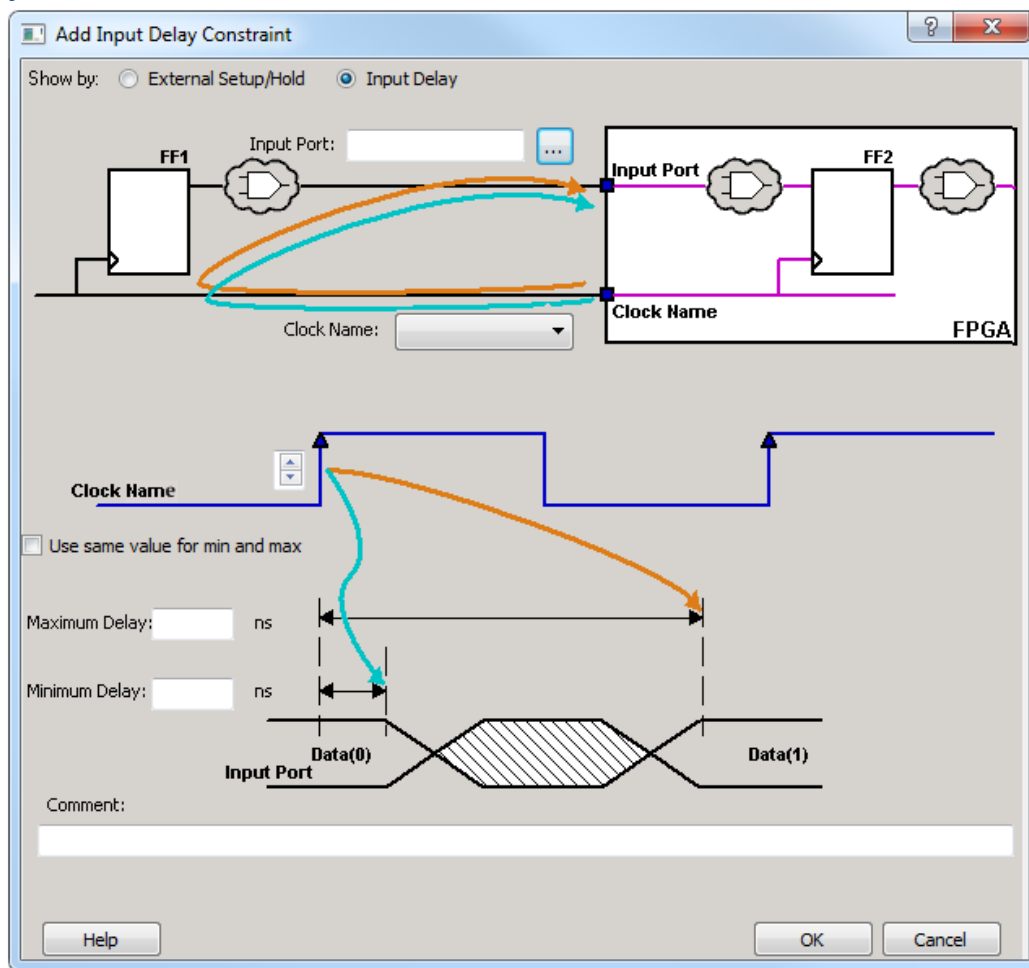 Add Input Delay Constraint
Show by: External Setup/Hold Input Delay
Input Port: ...
FF1
Input Port
FF2
Clock Name
Clock Name:
FPGA
Clock Name
Use same value for min and max
Maximum Delay: ns
Minimum Delay: ns
Data(0) Data(1)
Input Port
Comment:
Help OK Cancel